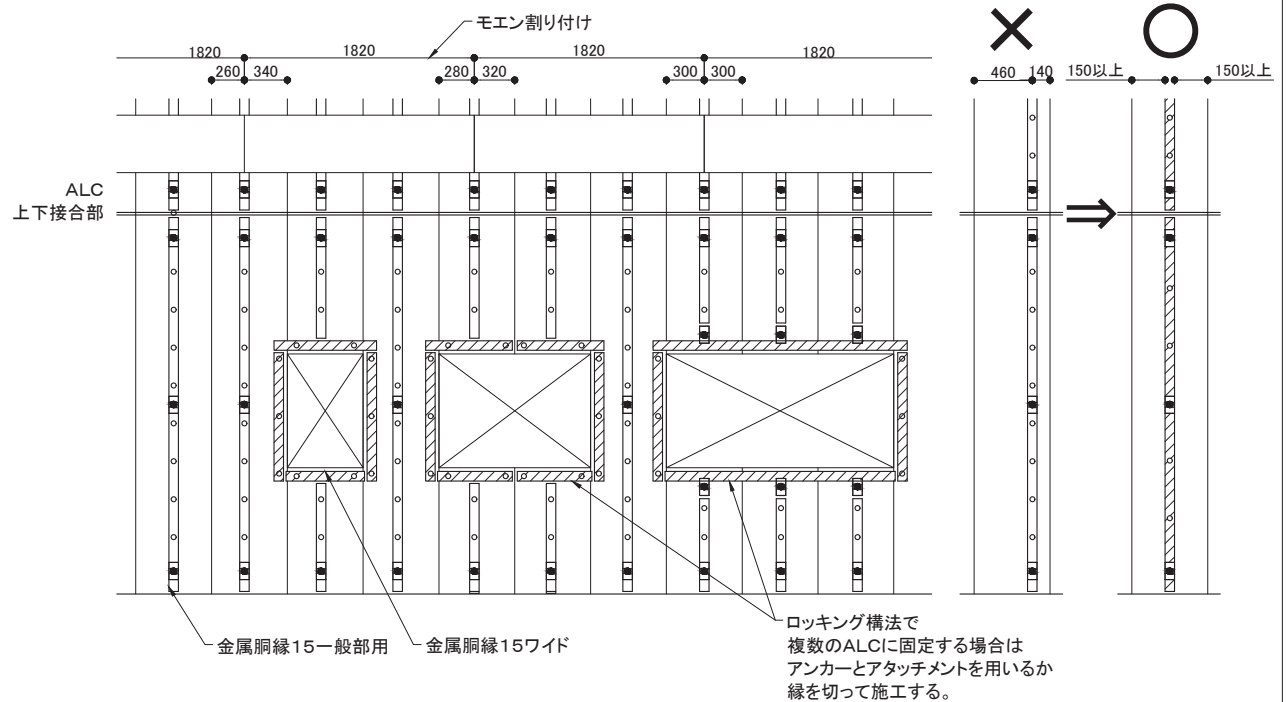 モエン割り付け
1820 1820 1820 1820
260 340 280 320 300 300
460 140 150以上 150以上
ALC
上下接合部
金属胴縁15一般部用
金属胴縁15ワイド
ロッキング構法で
複数のALCに固定する場合は
アンカーとアタッチメントを用いるか
縁を切って施工する。